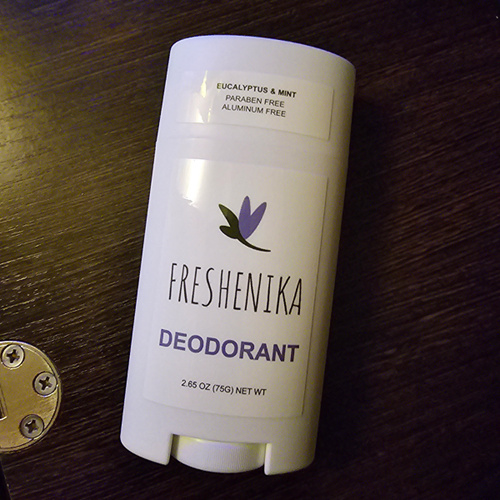 EUCALYPTUS & MINT
PARABEN FREE
ALUMINUM FREE
FRESHENIKA
DEODORANT
2.65 OZ (75G) NET WT